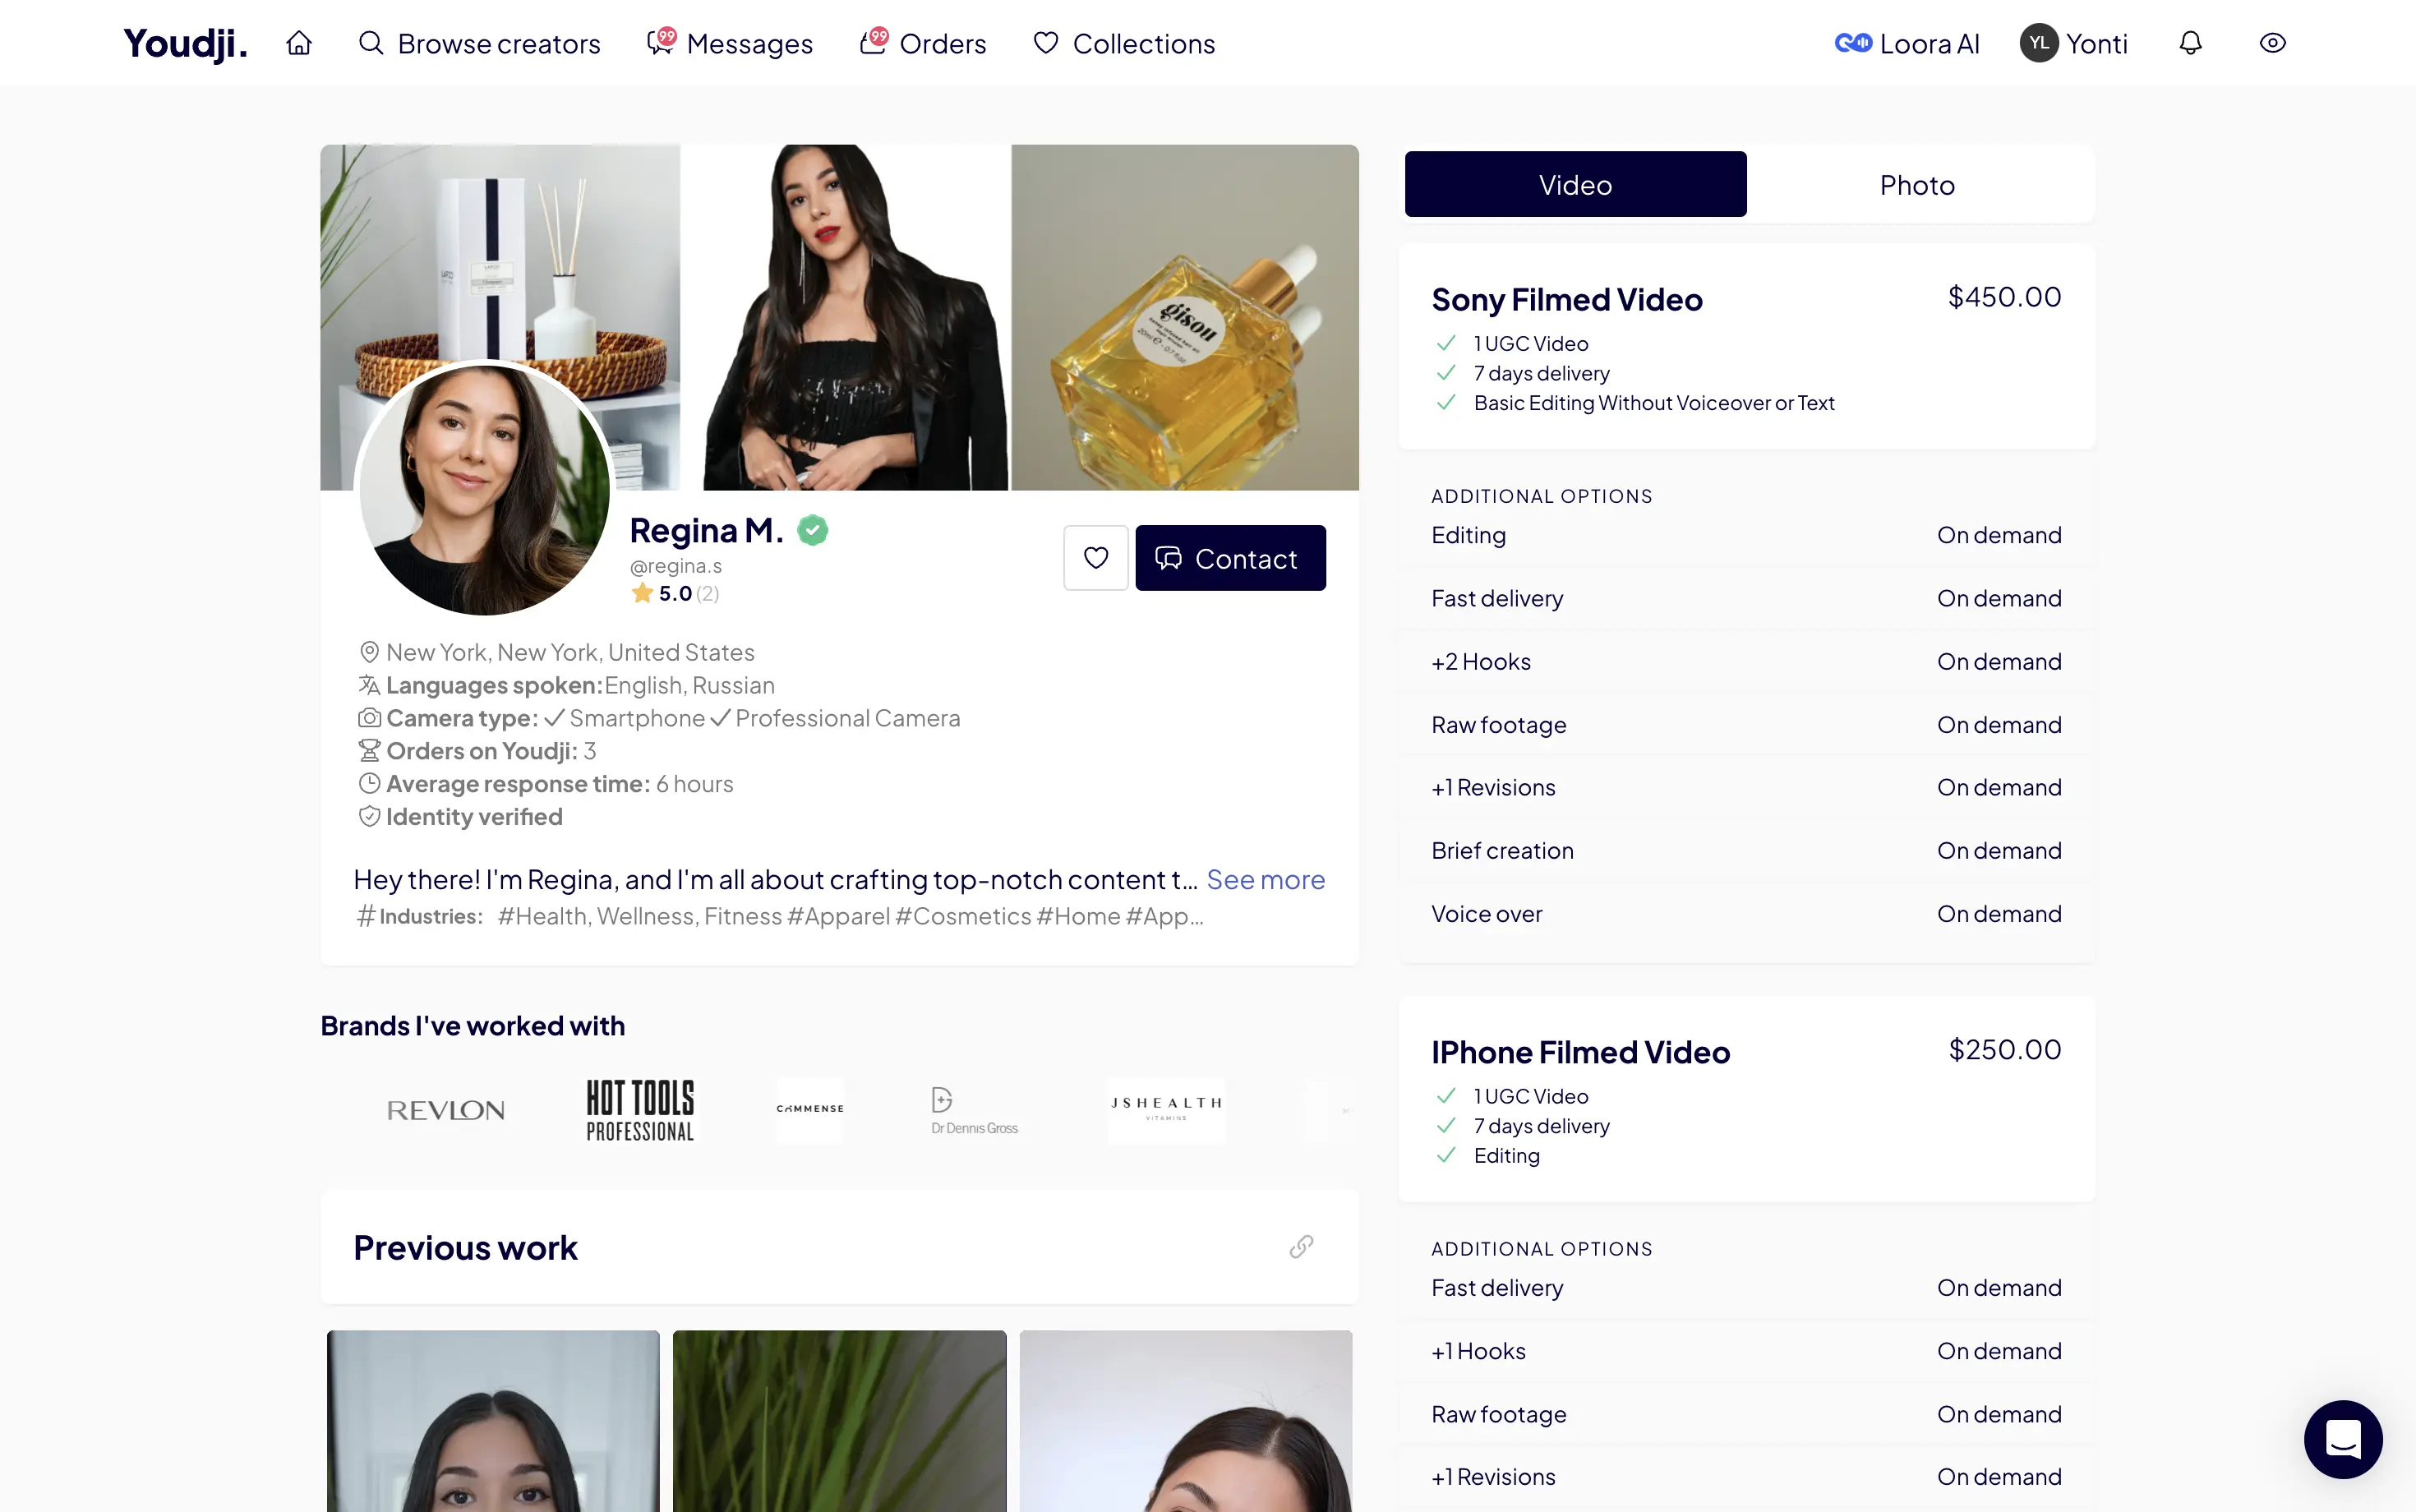 Youdji.
Browse creators
99
Messages
99
Orders
Collections
Loora AI
YL
Yonti
gisou
Regina M.
@regina.s
5.0 (2)
Contact
New York, New York, United States
Languages spoken:English, Russian
Camera type: Smartphone Professional Camera
Orders on Youdji: 3
Average response time: 6 hours
Identity verified
Hey there! I'm Regina, and I'm all about crafting top-notch content t... See more
Industries: #Health, Wellness, Fitness #Apparel #Cosmetics #Home #App...
Brands I've worked with
REVLON
HOT TOOLS
PROFESSIONAL
COMMENSE
Dr Dennis Gross
JSHEALTH
VITAMINS
Previous work
Video
Photo
Sony Filmed Video
$450.00
1 UGC Video
7 days delivery
Basic Editing Without Voiceover or Text
ADDITIONAL OPTIONS
Editing On demand
Fast delivery On demand
+2 Hooks On demand
Raw footage On demand
+1 Revisions On demand
Brief creation On demand
Voice over On demand
IPhone Filmed Video
$250.00
1 UGC Video
7 days delivery
Editing
ADDITIONAL OPTIONS
Fast delivery On demand
+1 Hooks On demand
Raw footage On demand
+1 Revisions On demand